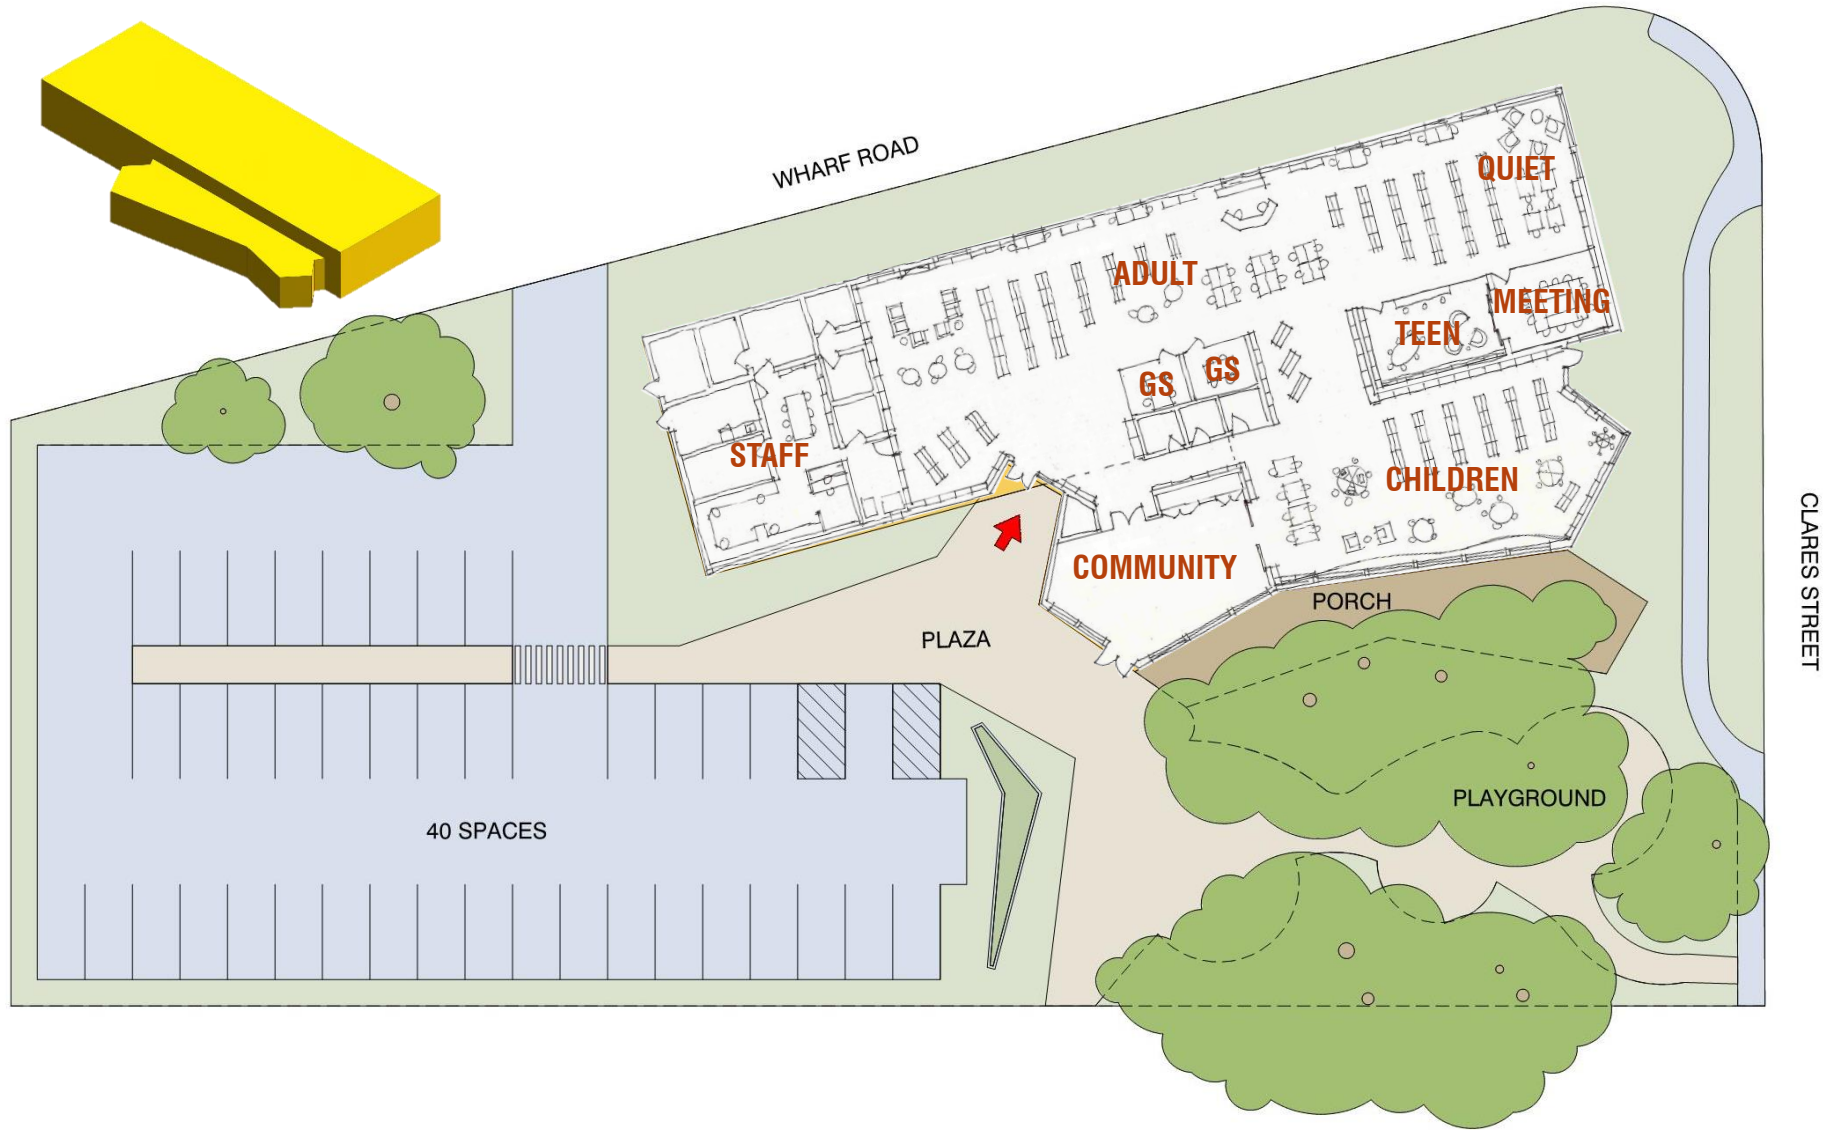 WHARF ROAD
QUIET
ADULT
MEETING
TEEN
GS
GS
STAFF
CHILDREN
COMMUNITY
PORCH
PLAZA
PLAYGROUND
40 SPACES
CLARES STREET